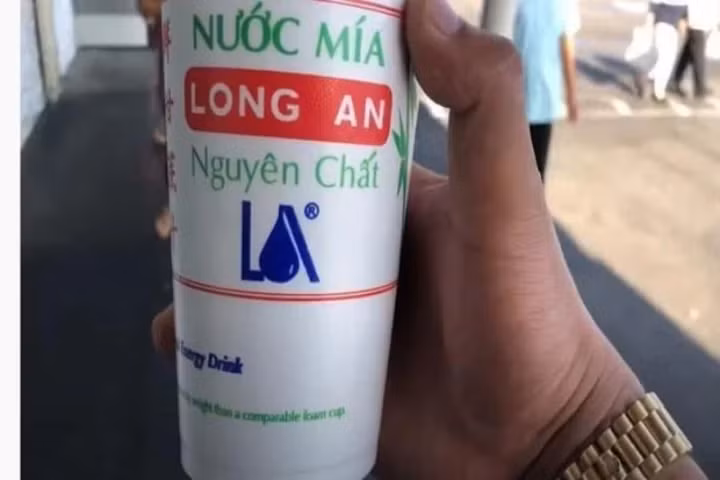 NƯỚC MÍA
LONG AN
Nguyên Chất
LA®
Energy Drink
weight than a comparable foam cup.